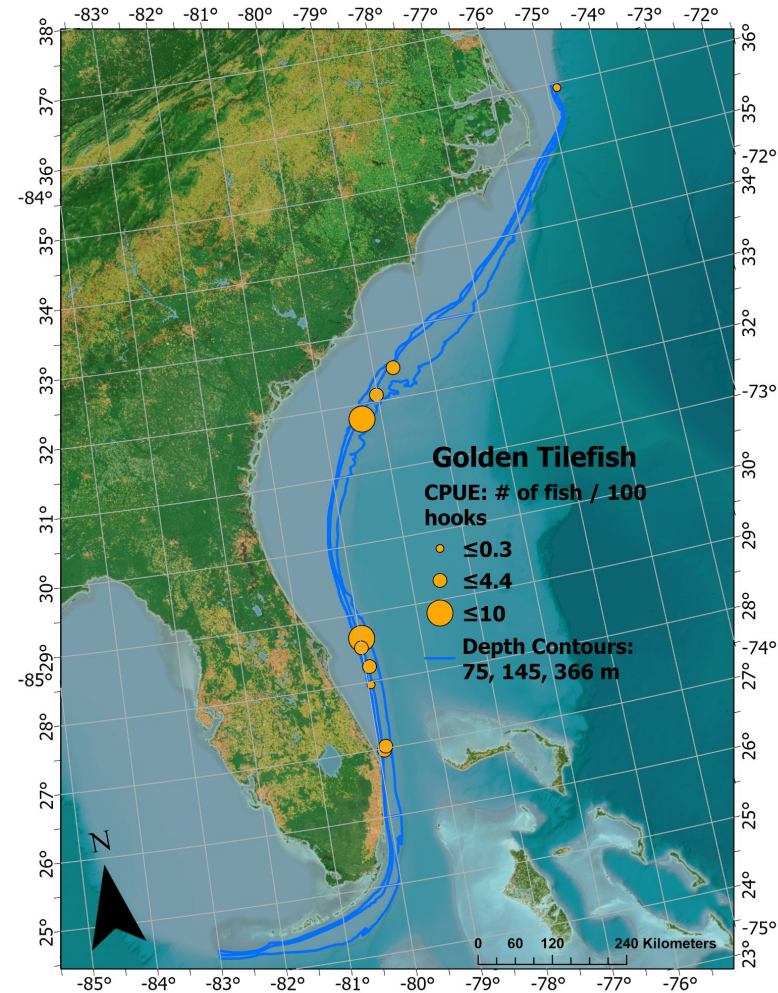 -83° -82° -81° -80° -79° -78° -77° -76° -75° -74° -73° -72°
38° 36°
37° 35°
-72°
36° 34°
-84°
35° 33°
34° 32°
33° -73°
32° 30°
Golden Tilefish
CPUE: # of fish / 100
hooks
31° 29°
≤0.3
≤4.4
30° 28°
≤10
-74°
Depth Contours:
75, 145, 366 m
29° 27°
-85°
28° 26°
27° 25°
N
26° 24°
25° -75°
0 60 120 240 Kilometers
23°
-85° -84° -83° -82° -81° -80° -79° -78° -77° -76°